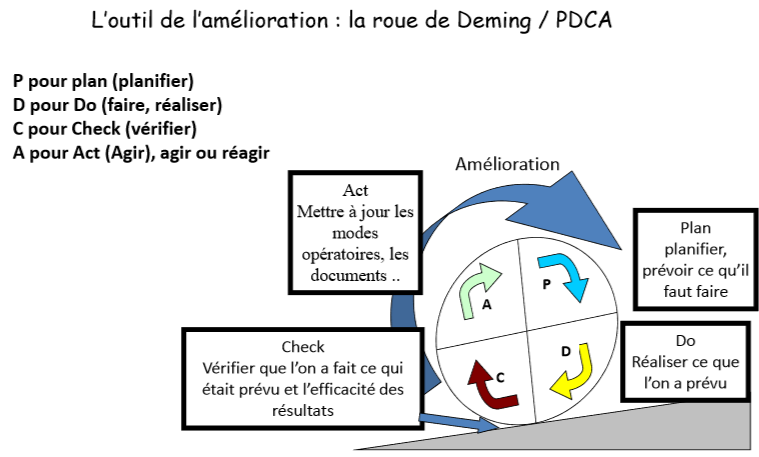 L'outil de l'amélioration : la roue de Deming / PDCA
P pour plan (planifier)
D pour Do (faire, réaliser)
C pour Check (vérifier)
A pour Act (Agir), agir ou réagir
Amélioration
Act
Mettre à jour les
modes
opératoires, les
documents ..
Plan
planifier,
prévoir ce qu'il
faut faire
P
A
Do
Réaliser ce que
l'on a prévu
D
C
Check
Vérifier que l'on a fait ce qui
était prévu et l'efficacité des
résultats